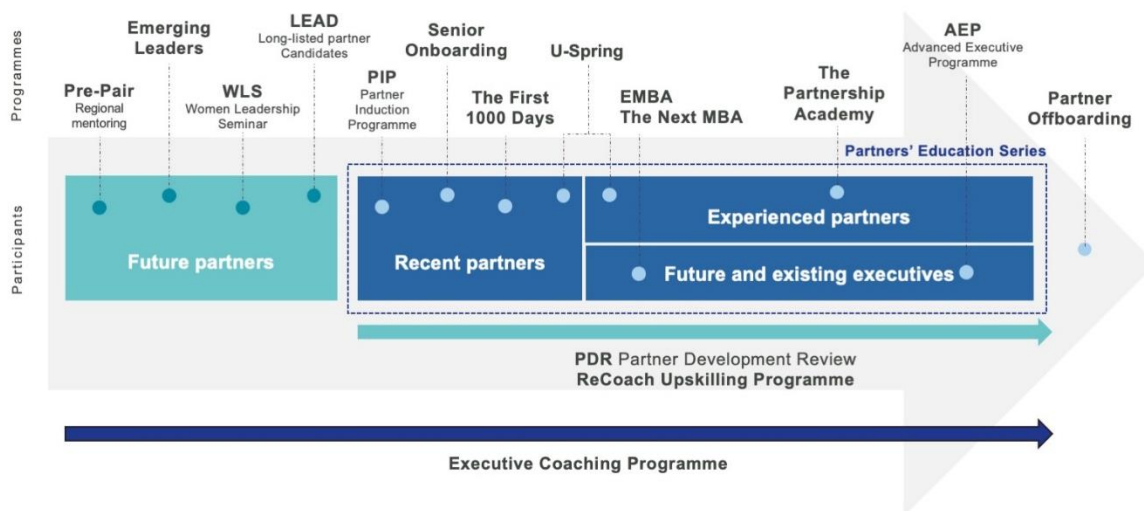 Programmes
Participants
Pre-Pair
Regional
mentoring
Emerging
Leaders
WLS
Women Leadership
Seminar
LEAD
Long-listed partner
Candidates
PIP
Partner
Induction
Programme
Senior
Onboarding
The First
1000 Days
U-Spring
EMBA
The Next MBA
The
Partnership
Academy
AEP
Advanced Executive
Programme
Partner
Offboarding
Partners' Education Series
Future partners
Recent partners
Experienced partners
Future and existing executives
PDR Partner Development Review
ReCoach Upskilling Programme
Executive Coaching Programme